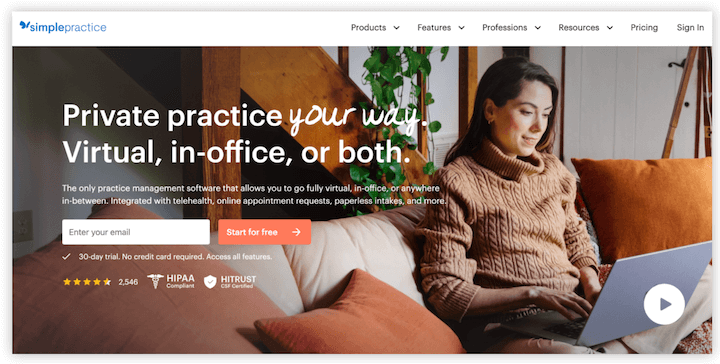 simplepractice
Products
Features
Professions
Resources
Pricing
Sign In
Private practice your way.
Virtual, in-office, or both.
The only practice management software that allows you to go fully virtual, in-office, or anywhere
in-between. Integrated with telehealth, online appointment requests, paperless intakes, and more.
Enter your email
Start for free
30-day trial. No credit card required. Access all features.
2,546
HIPAA
Compliant
HITRUST
CSF Certified